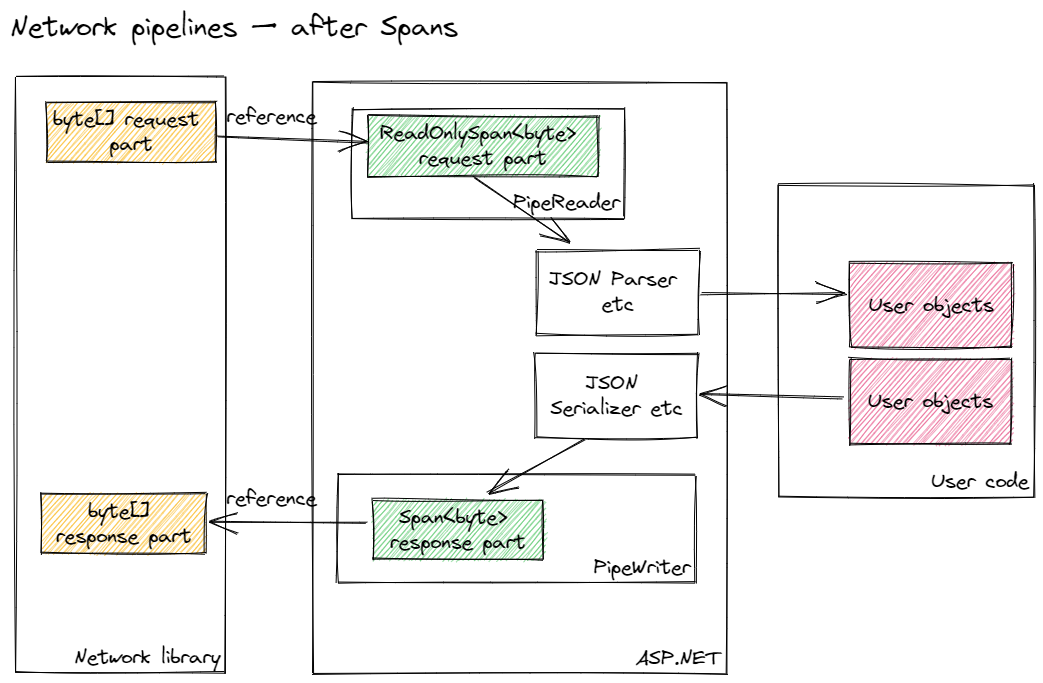 Network pipelines — after Spans
byte[] request
part
reference
ReadOnlySpan<byte>
request part
PipeReader
JSON Parser
etc
User objects
JSON
Serializer etc
User objects
User code
byte[]
response part
reference
Span<byte>
response part
PipeWriter
Network library
ASP.NET